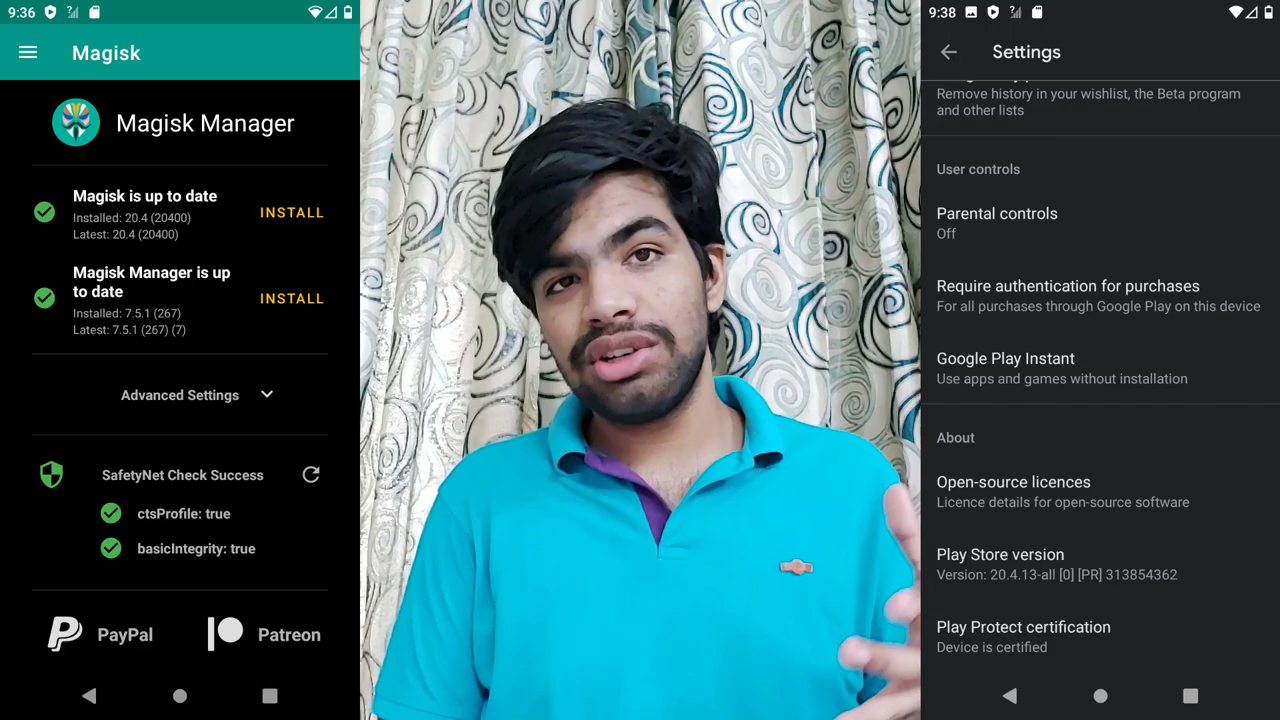 9:36
Magisk
Magisk Manager
Magisk is up to date
Installed: 20.4 (20400)
Latest: 20.4 (20400)
INSTALL
Magisk Manager is up
to date
Installed: 7.5.1 (267)
Latest: 7.5.1 (267) (7)
INSTALL
Advanced Settings
SafetyNet Check Success
ctsProfile: true
basicIntegrity: true
PayPal
Patreon
9:38
Settings
Remove history in your wishlist, the Beta program
and other lists
User controls
Parental controls
Off
Require authentication for purchases
For all purchases through Google Play on this device
Google Play Instant
Use apps and games without installation
About
Open-source licences
Licence details for open-source software
Play Store version
Version: 20.4.13-all [0] [PR] 313854362
Play Protect certification
Device is certified